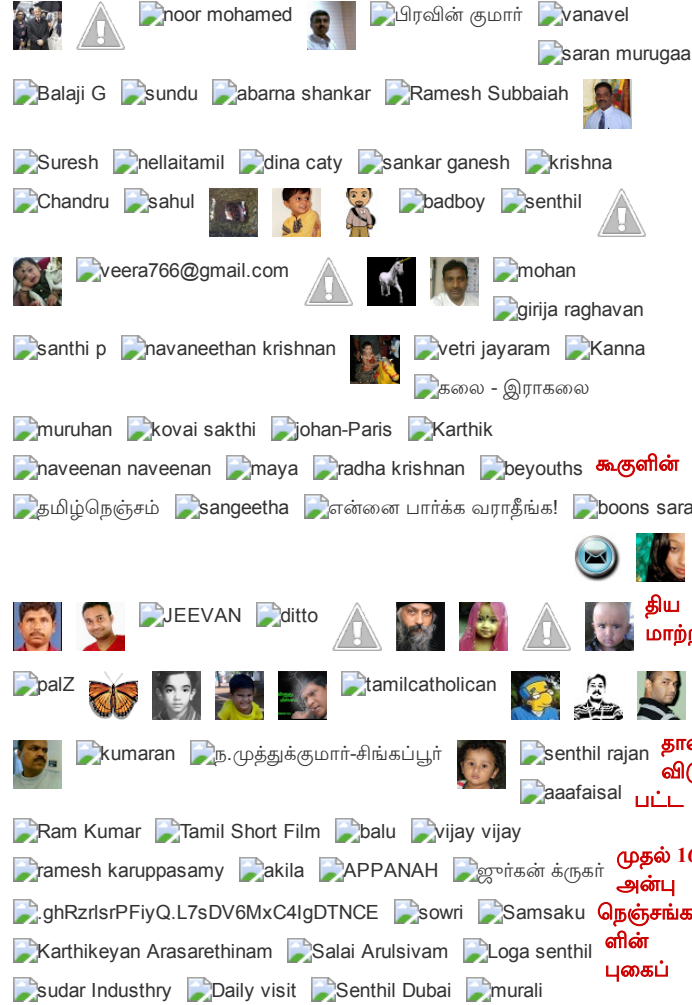 noor mohamed பிரவின் குமார் vanavel
saran murugaa
Balaji G sundu abarna shankar Ramesh Subbaiah
Suresh nellaitamil dina caty sankar ganesh krishna
Chandru sahul badboy senthil
veera766@gmail.com mohan
girija raghavan
santhi p navaneethan krishnan vetri jayaram Kanna
கலை - இராகலை
muruhan kovai sakthi johan-Paris Karthik
naveenan naveenan maya radha krishnan beyouths கூகுளின்
தமிழ்நெஞ்சம் sangeetha என்னை பார்க்க வராதீங்க! boons sara
JEEVAN ditto திய
மாற்ற
palZ tamilcatholican
kumaran ந.முத்துக்குமார்-சிங்கப்பூர் senthil rajan
aaafaisal பட்ட
Ram Kumar Tamil Short Film balu vijay vijay
ramesh karuppasamy akila APPANAH ஜுர்கன் க்ருகர் முதல் 16
அன்பு
.ghRzrlsrPFiyQ.L7sDV6MxC4IgDTNCE sowri Samsaku நெஞ்சங்க
ளின்
Karthikeyan Arasarethinam Salai Arulsivam Loga senthil
புகைப்
sudar Industhry Daily visit Senthil Dubai murali